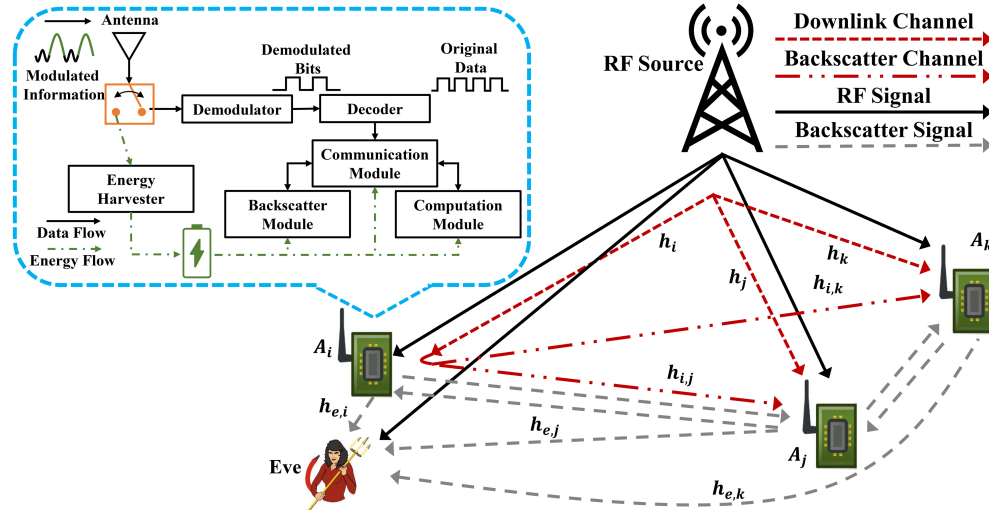 Antenna
Modulated
Information
Demodulated
Bits
Original
Data
Demodulator
Decoder
Communication
Module
Energy
Harvester
Backscatter
Module
Computation
Module
Data Flow
Energy Flow
RF Source
Downlink Channel
Backscatter Channel
RF Signal
Backscatter Signal
h_i
h_j
h_k
h_{i,k}
A_k
A_i
h_{i,j}
h_{e,i}
h_{e,j}
A_j
Eve
h_{e,k}